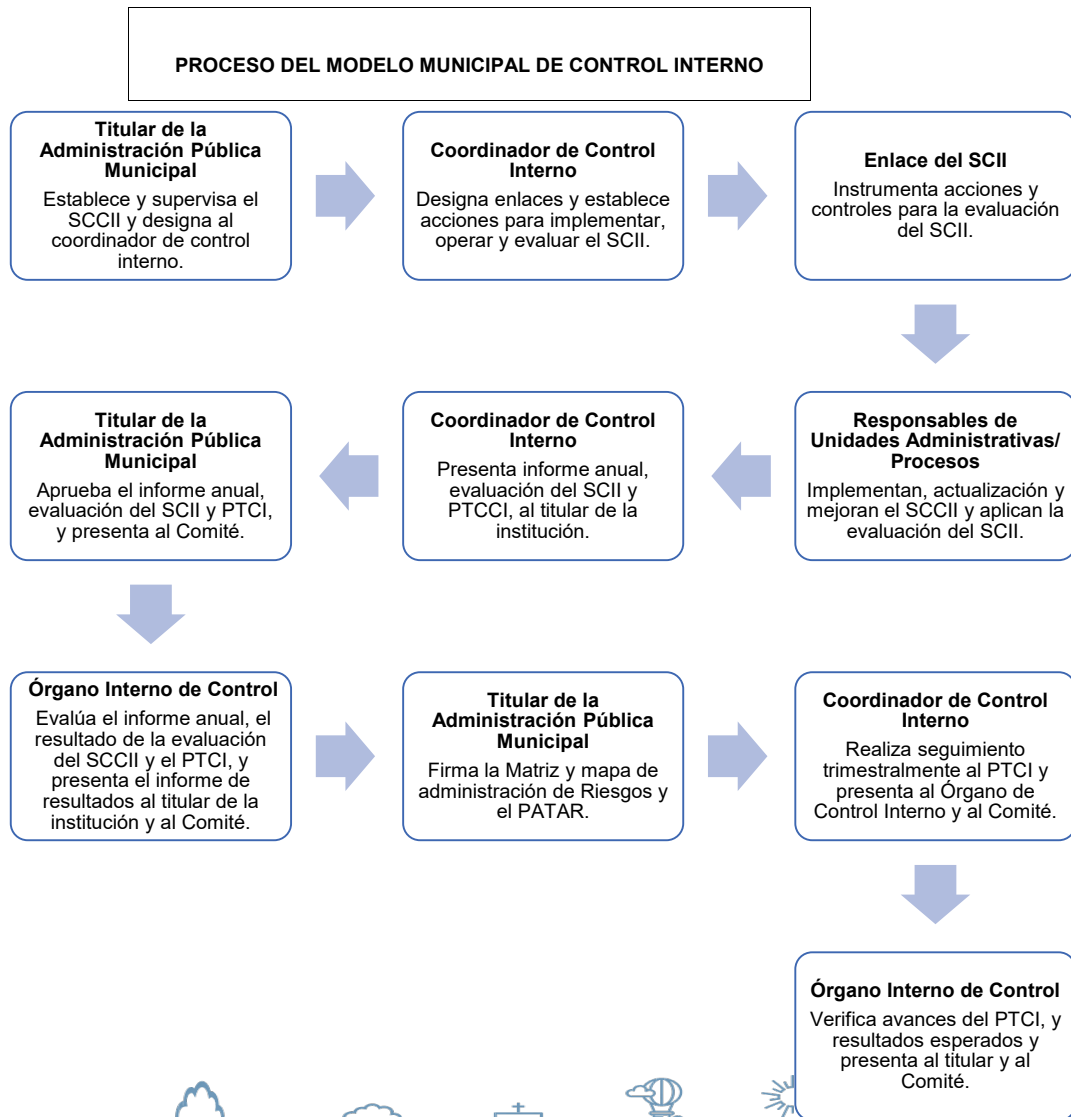 PROCESO DEL MODELO MUNICIPAL DE CONTROL INTERNO
Titular de la
Administración Pública
Municipal
Establece y supervisa el
SCCII y designa al
coordinador de control
interno.
Coordinador de Control
Interno
Designa enlaces y establece
acciones para implementar,
operar y evaluar el SCII.
Enlace del SCII
Instrumenta acciones y
controles para la evaluación
del SCII.
Responsables de
Unidades Administrativas/
Procesos
Implementan, actualización y
mejoran el SCCII y aplican la
evaluación del SCII.
Coordinador de Control
Interno
Presenta informe anual,
evaluación del SCII y
PTCCI, al titular de la
institución.
Titular de la
Administración Pública
Municipal
Aprueba el informe anual,
evaluación del SCII y PTCI,
y presenta al Comité.
Órgano Interno de Control
Evalúa el informe anual, el
resultado de la evaluación
del SCCII y el PTCI, y
presenta el informe de
resultados al titular de la
institución y al Comité.
Titular de la
Administración Pública
Municipal
Firma la Matriz y mapa de
administración de Riesgos y
el PATAR.
Coordinador de Control
Interno
Realiza seguimiento
trimestralmente al PTCI y
presenta al Órgano de
Control Interno y al Comité.
Órgano Interno de Control
Verifica avances del PTCI, y
resultados esperados y
presenta al titular y al
Comité.